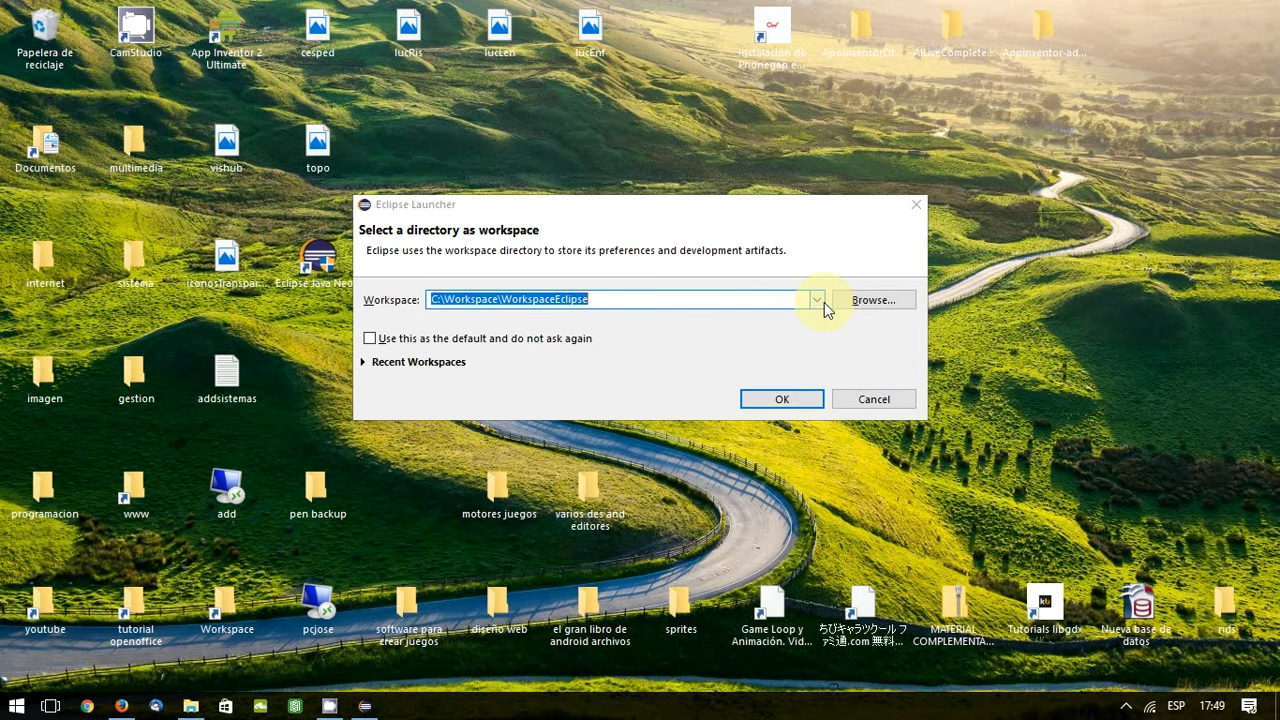 Papelera de
reciclaje
CamStudio
App Inventor 2
Ultimate
cesped
lucRis
lucLen
lucEnf
Instalación de
Phonegap e...
AppInventorCr...
AILiveComplete...
Appinventor-ad...
Documentos
multimedia
vishub
topo
Eclipse Launcher
Select a directory as workspace
Eclipse uses the workspace directory to store its preferences and development artifacts.
internet
sistema
iconosTranspar...
Eclipse Java Neo
Workspace:
C:\Workspace\WorkspaceEclipse
Browse...
Use this as the default and do not ask again
Recent Workspaces
OK
Cancel
imagen
gestion
addsistemas
programacion
www
add
pen backup
motores juegos
varios des and
editores
youtube
tutorial
openoffice
Workspace
pcjose
software para
crear juegos
diseño web
el gran libro de
android archivos
sprites
Game Loop y
Animación. Vid...
ちびキャラツクール フ
ァミ通.com 無料...
MATERIAL
COMPLEMENTA...
Tutorials libgdx
Nueva base de
datos
nds
ESP
17:49